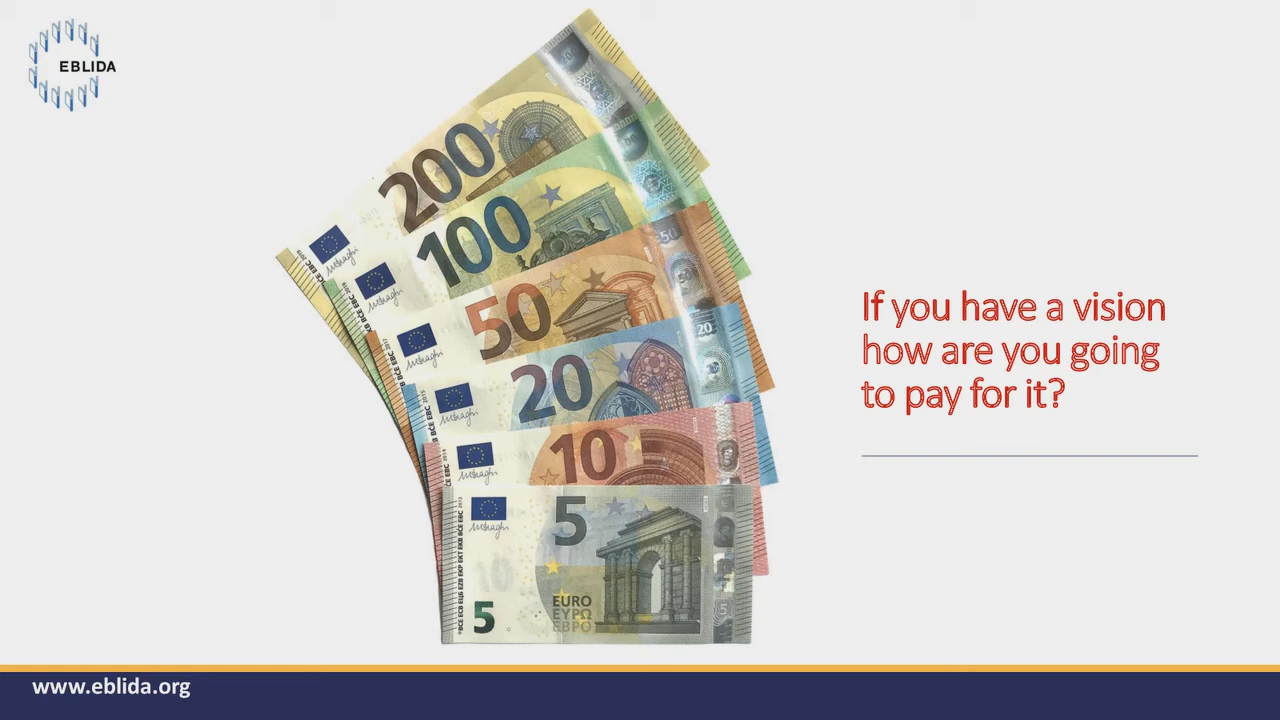 EBLIDA
200
100
50
20
10
5
5
EURO
ΕΥΡΩ
ЕВРО
20
If you have a vision
how are you going
to pay for it?
www.eblida.org